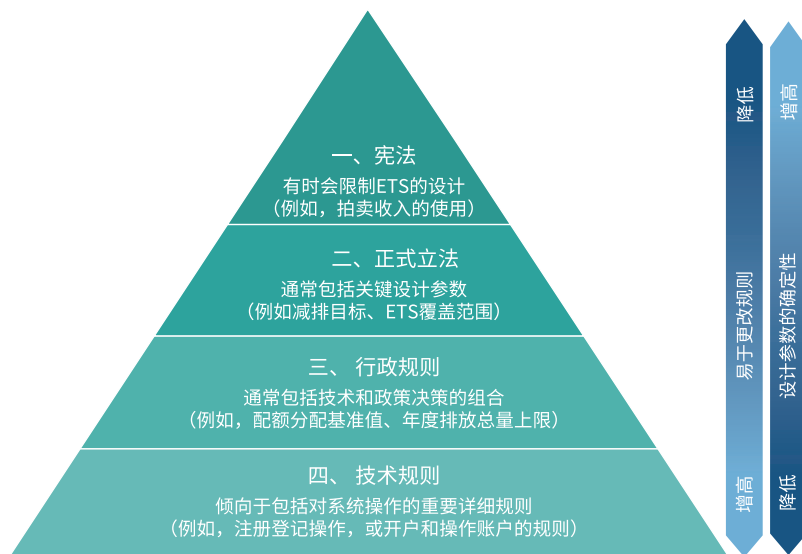 一、宪法
有时会限制ETS的设计
（例如，拍卖收入的使用）
二、正式立法
通常包括关键设计参数
（例如减排目标、ETS覆盖范围）
三、 行政规则
通常包括技术和政策决策的组合
（例如，配额分配基准值、年度排放总量上限）
四、 技术规则
倾向于包括对系统操作的重要详细规则
（例如，注册登记操作，或开户和操作账户的规则）
降低
易于更改规则
增高
增高
设计参数的确定性
降低